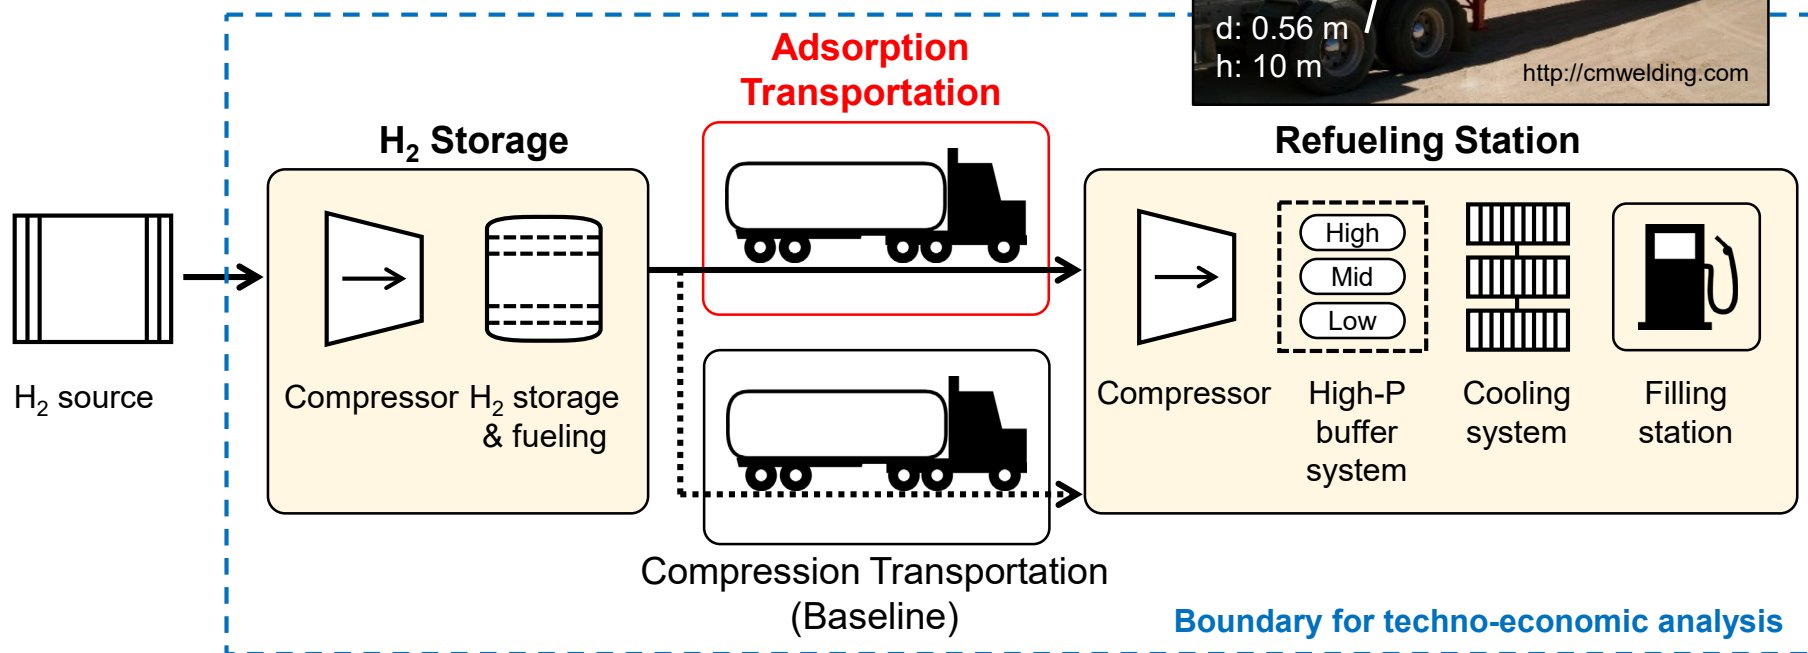 d: 0.56 m
h: 10 m
http://cmwelding.com
Adsorption
Transportation
H₂ Storage
Refueling Station
High
Mid
Low
H₂ source
Compressor
H₂ storage
& fueling
Compressor
High-P
buffer
system
Cooling
system
Filling
station
Compression Transportation
(Baseline)
Boundary for techno-economic analysis